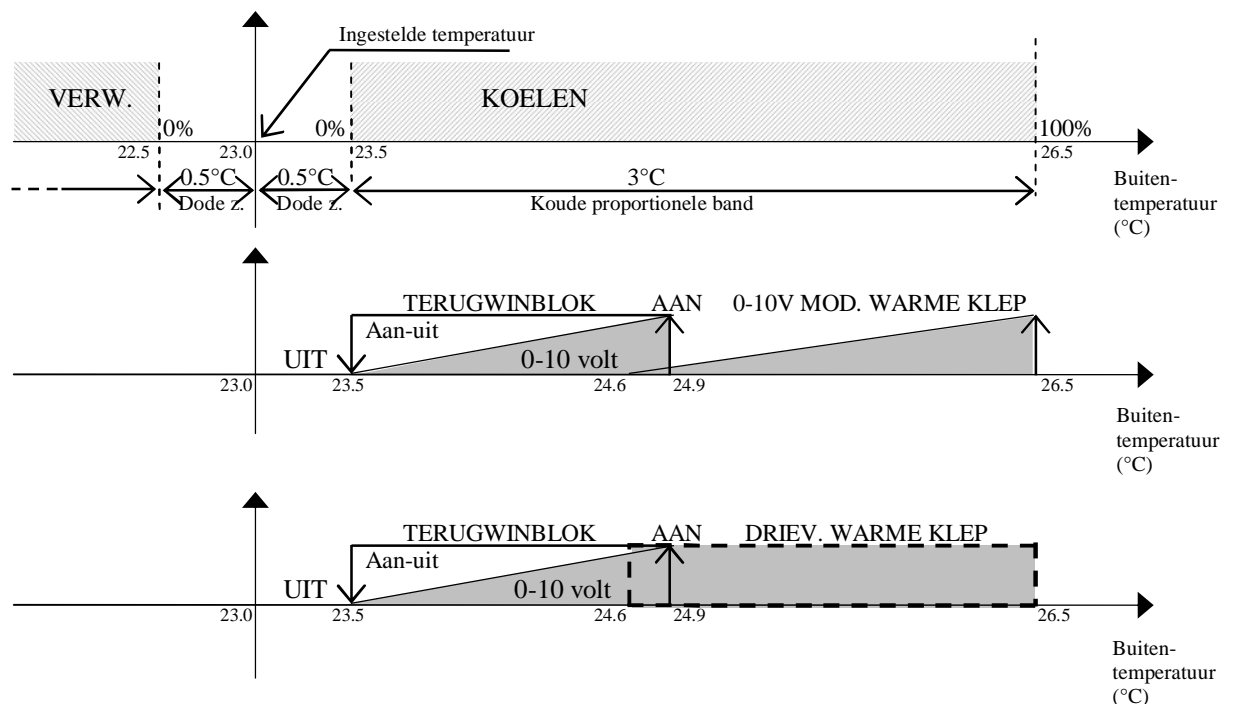 Ingestelde temperatuur
VERW.
KOELEN
0%
0%
100%
22.5
23.0
23.5
26.5
0.5°C
0.5°C
3°C
Dode z.
Dode z.
Koude proportionele band
Buiten-
temperatuur
(°C)
TERUGWINBLOK
AAN
0-10V MOD. WARME KLEP
Aan-uit
UIT
0-10 volt
23.0
23.5
24.6
24.9
26.5
Buiten-
temperatuur
(°C)
TERUGWINBLOK
AAN
DRIEV. WARME KLEP
Aan-uit
UIT
0-10 volt
23.0
23.5
24.6
24.9
26.5
Buiten-
temperatuur
(°C)